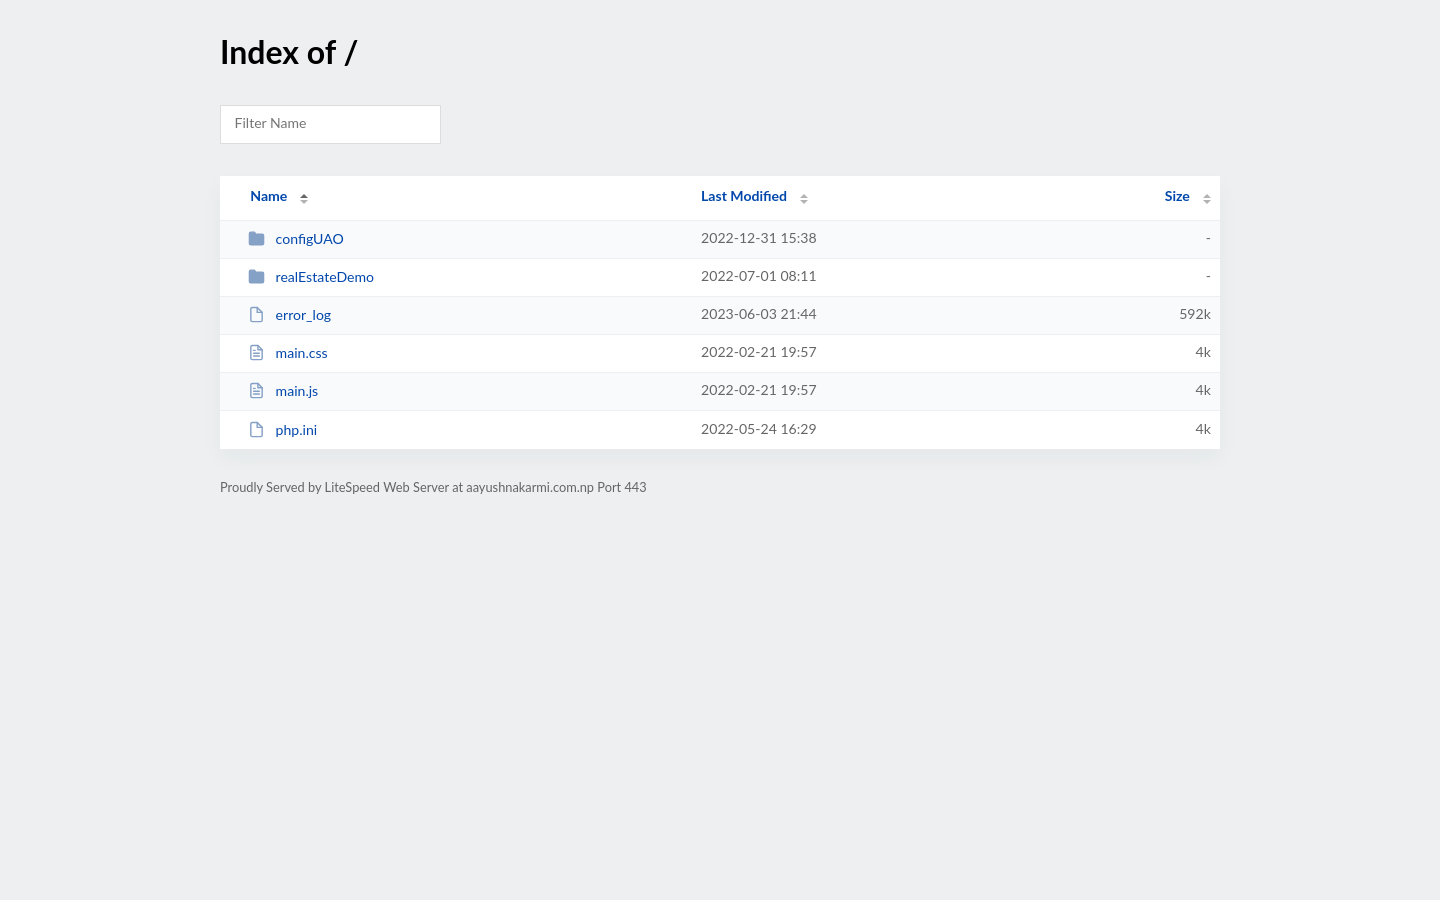 Index of /
Filter Name
Name Last Modified Size
configUAO 2022-12-31 15:38 -
realEstateDemo 2022-07-01 08:11 -
error_log 2023-06-03 21:44 592k
main.css 2022-02-21 19:57 4k
main.js 2022-02-21 19:57 4k
php.ini 2022-05-24 16:29 4k
Proudly Served by LiteSpeed Web Server at aayushnakarmi.com.np Port 443